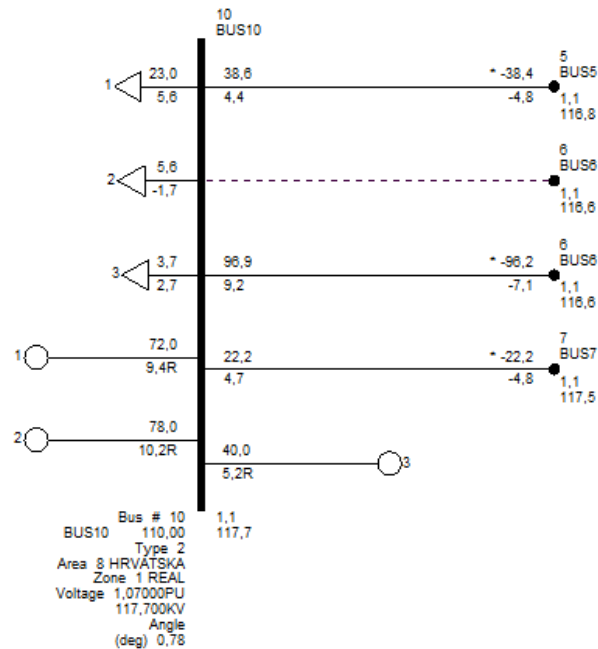 10
BUS10
5
BUS5
1 23,0 38,6 * -38,4
5,6 4,4 -4,8 1,1
116,8
6
BUS6
2 5,6
-1,7 1,1
116,6
6
BUS6
3 3,7 96,9 * -96,2
2,7 9,2 -7,1 1,1
116,6
7
BUS7
1 72,0 22,2 * -22,2
9,4R 4,7 -4,8 1,1
117,5
2 78,0
10,2R
40,0 3
5,2R
Bus # 10 1,1
BUS10 110,00 117,7
Type 2
Area 8 HRVATSKA
Zone 1 REAL
Voltage 1,07000PU
117,700KV
Angle
(deg) 0,78